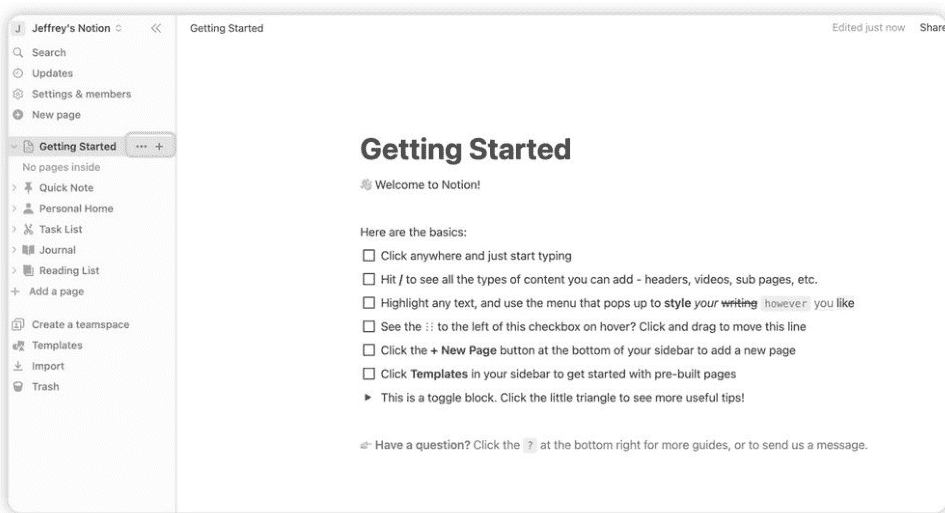 J Jeffrey's Notion
Search
Updates
Settings & members
New page
Getting Started
No pages inside
Quick Note
Personal Home
Task List
Journal
Reading List
Add a page
Create a teamspace
Templates
Import
Trash
Getting Started
Edited just now Share
Getting Started
👋 Welcome to Notion!
Here are the basics:
Click anywhere and just start typing
Hit / to see all the types of content you can add - headers, videos, sub pages, etc.
Highlight any text, and use the menu that pops up to style your writing however you like
See the ⋮⋮ to the left of this checkbox on hover? Click and drag to move this line
Click the + New Page button at the bottom of your sidebar to add a new page
Click Templates in your sidebar to get started with pre-built pages
This is a toggle block. Click the little triangle to see more useful tips!
👉 Have a question? Click the ? at the bottom right for more guides, or to send us a message.